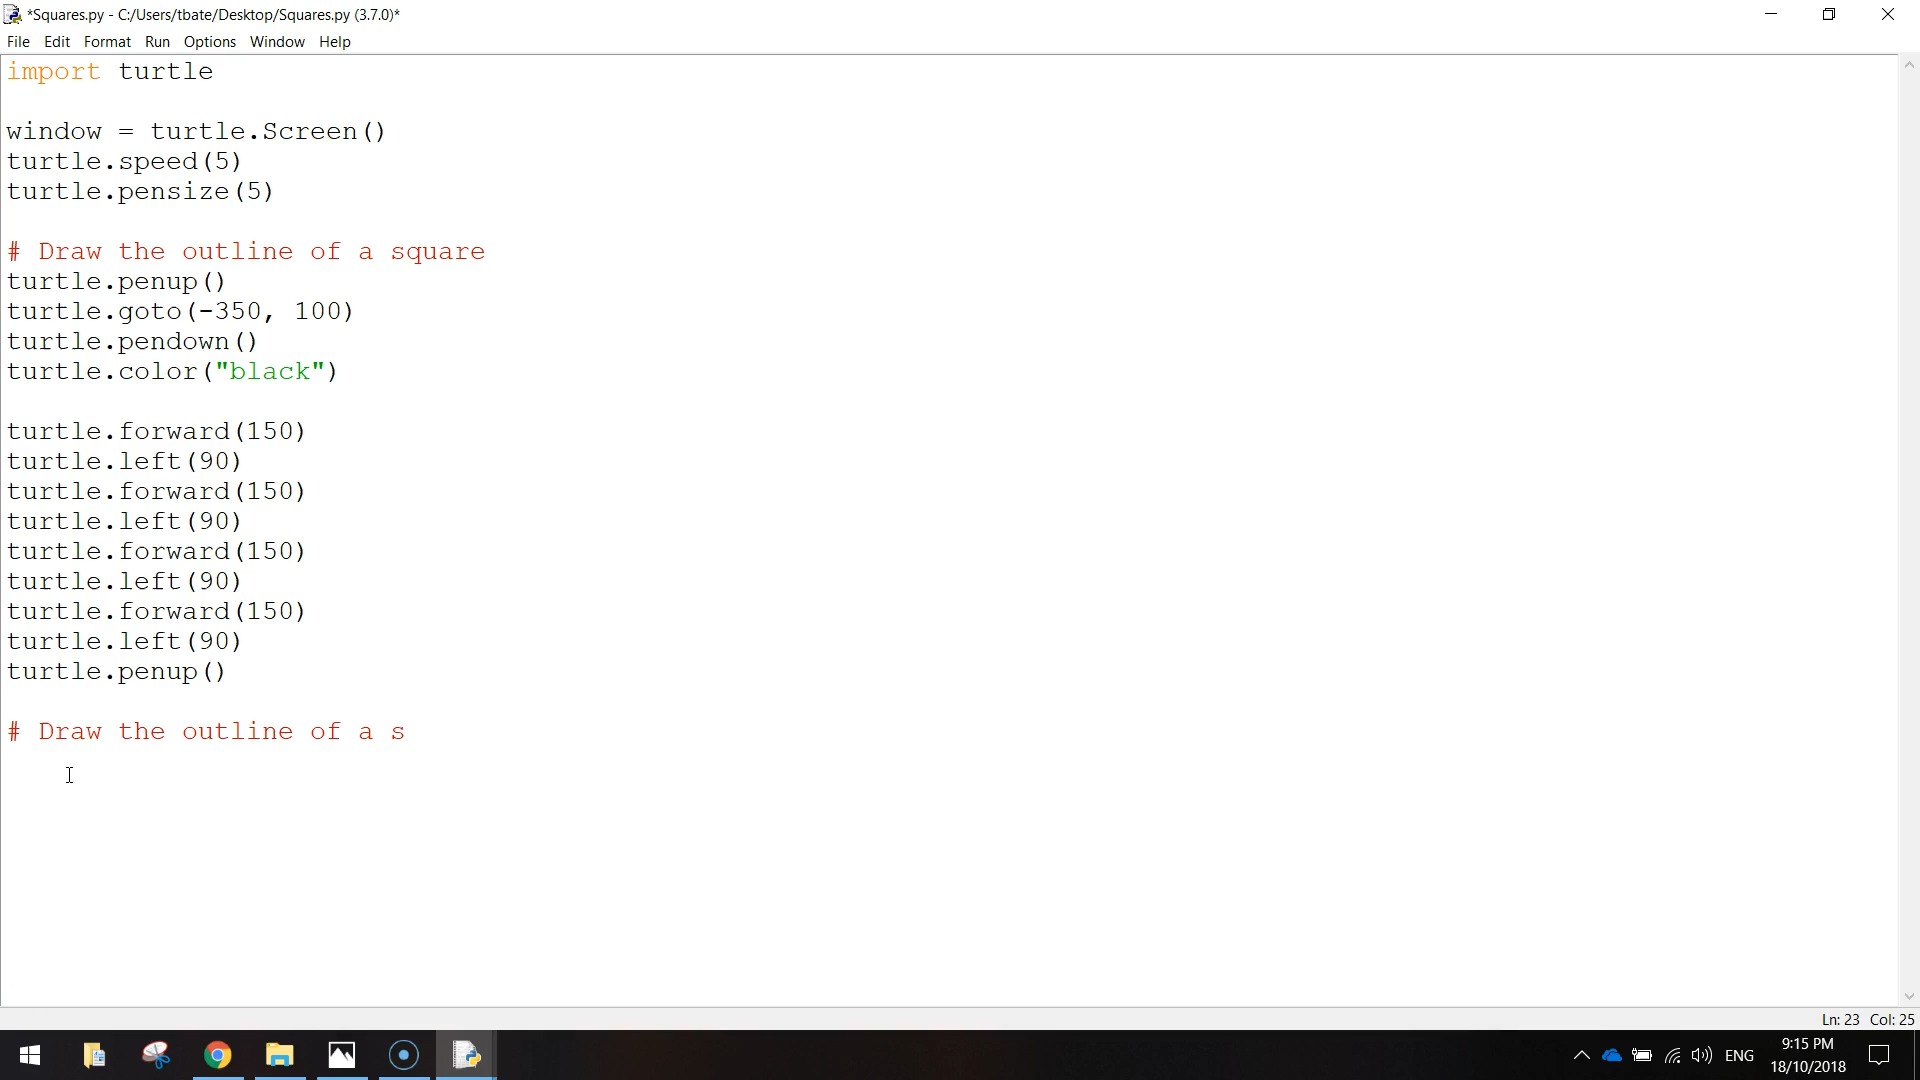 *Squares.py - C:/Users/tbate/Desktop/Squares.py (3.7.0)*
File Edit Format Run Options Window Help
import turtle
window = turtle.Screen()
turtle.speed(5)
turtle.pensize(5)
# Draw the outline of a square
turtle.penup()
turtle.goto(-350, 100)
turtle.pendown()
turtle.color("black")
turtle.forward(150)
turtle.left(90)
turtle.forward(150)
turtle.left(90)
turtle.forward(150)
turtle.left(90)
turtle.forward(150)
turtle.left(90)
turtle.penup()
# Draw the outline of a s
Ln: 23 Col: 25
ENG
9:15 PM
18/10/2018